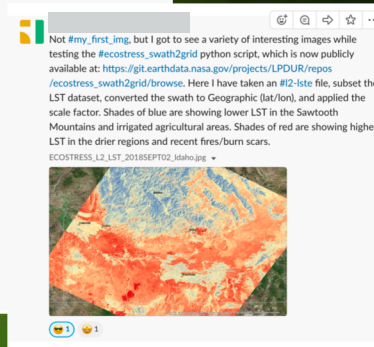 Not #my_first_img, but I got to see a variety of interesting images while
testing the #ecostress_swath2grid python script, which is now publicly
available at: https://git.earthdata.nasa.gov/projects/LPDUR/repos
/ecostress_swath2grid/browse. Here I have taken an #l2-lste file, subset the
LST dataset, converted the swath to Geographic (lat/lon), and applied the
scale factor. Shades of blue are showing lower LST in the Sawtooth
Mountains and irrigated agricultural areas. Shades of red are showing highe
LST in the drier regions and recent fires/burn scars.
ECOSTRESS_L2_LST_2018SEPT02_Idaho.jpg
1 1